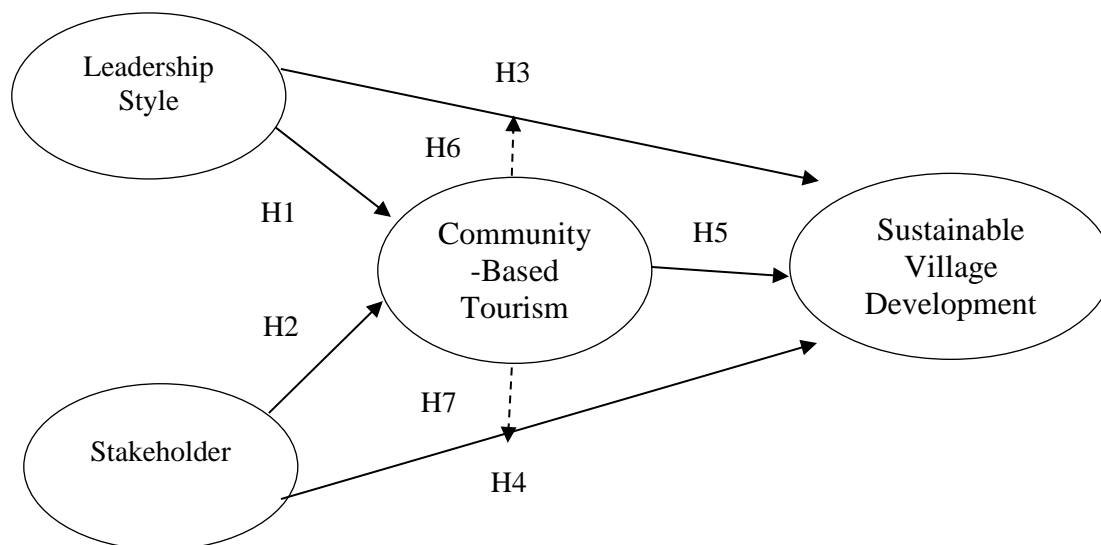 Leadership
Style
H3
H6
H1
Community
-Based
Tourism
H5
Sustainable
Village
Development
H2
H7
Stakeholder
H4